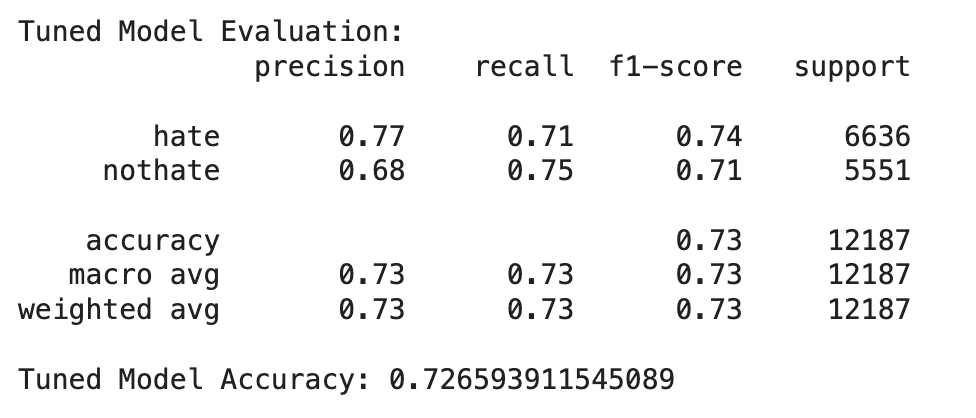 Tuned Model Evaluation:
precision recall f1-score support
hate 0.77 0.71 0.74 6636
nothate 0.68 0.75 0.71 5551
accuracy 0.73 12187
macro avg 0.73 0.73 0.73 12187
weighted avg 0.73 0.73 0.73 12187
Tuned Model Accuracy: 0.726593911545089